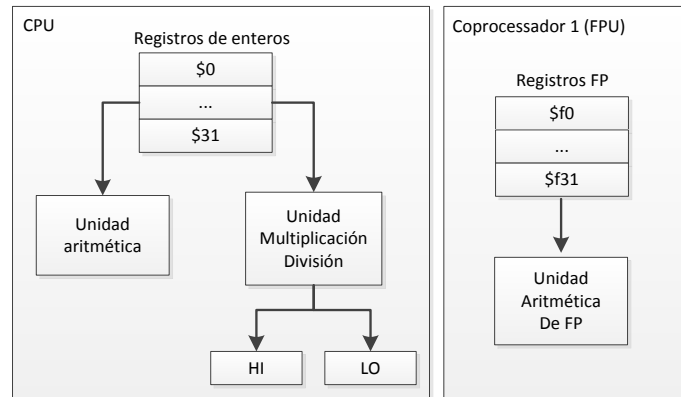 CPU
Registros de enteros
$0
...
$31
Unidad
aritmética
Unidad
Multiplicación
División
HI
LO
Coprocessador 1 (FPU)
Registros FP
$f0
...
$f31
Unidad
Aritmética
De FP